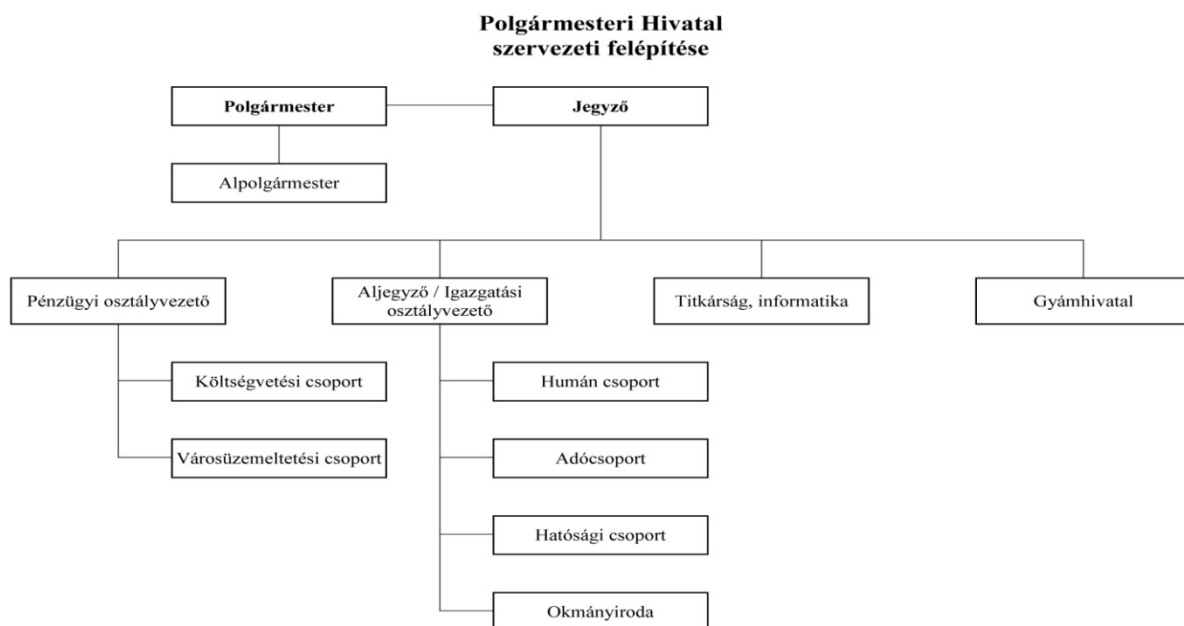 Polgármesteri Hivatal
szervezeti felépítése
Polgármester
Jegyző
Alpolgármester
Pénzügyi osztályvezető
Aljegyző / Igazgatási
osztályvezető
Titkárság, informatika
Gyámhivatal
Költségvetési csoport
Humán csoport
Városüzemeltetési csoport
Adócsoport
Hatósági csoport
Okmányiroda